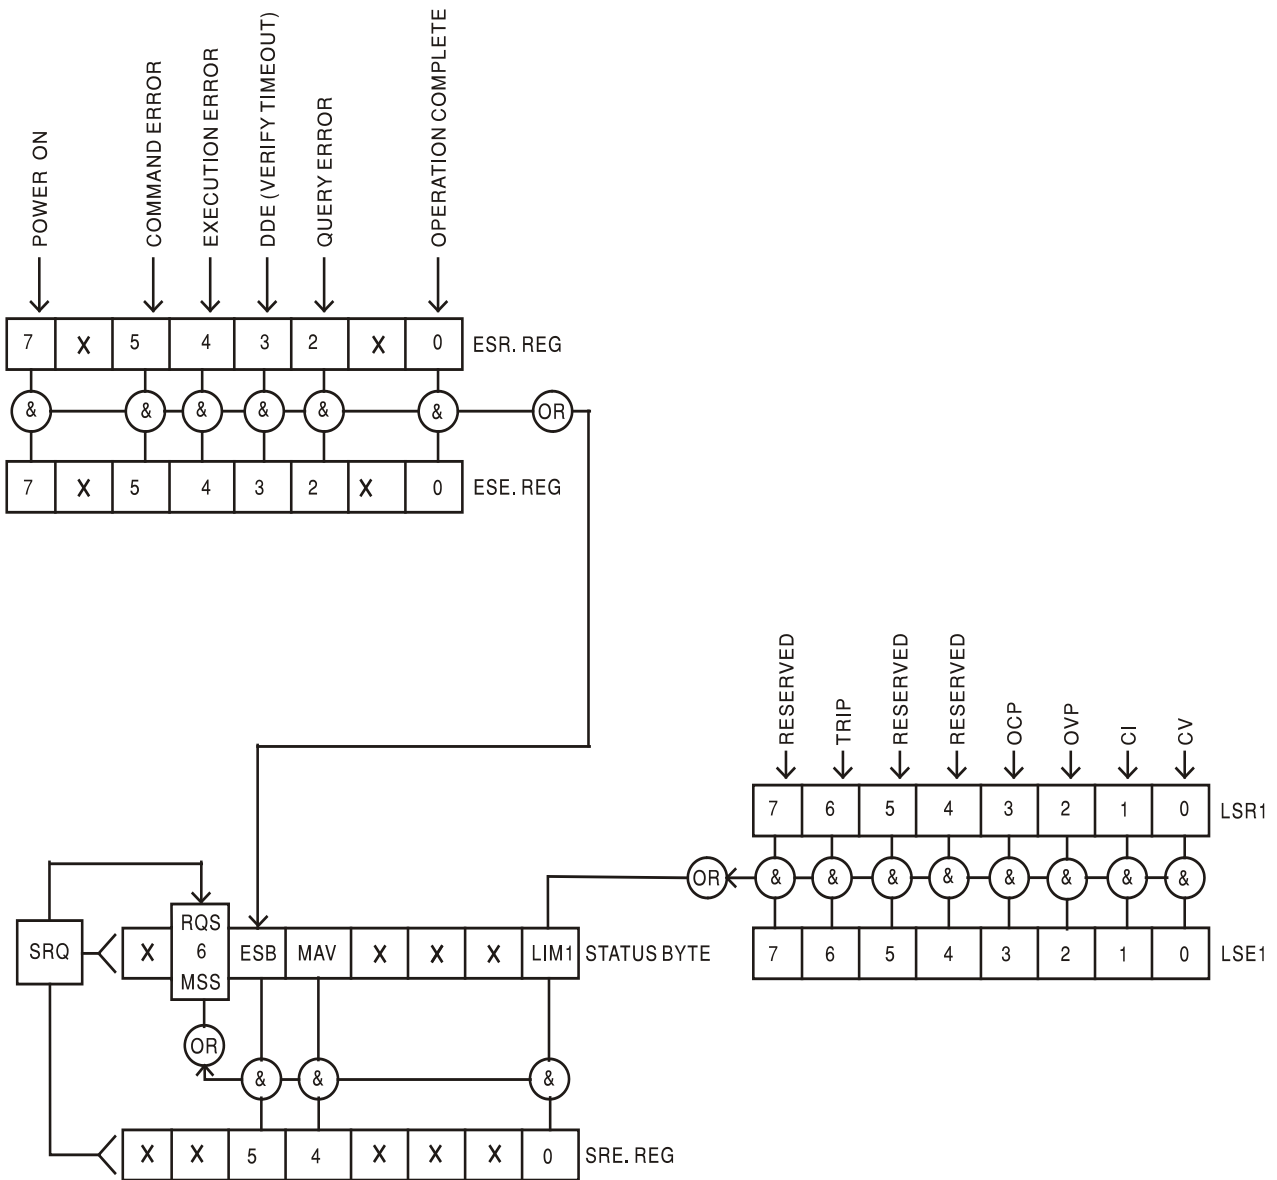 POWER ON
COMMAND ERROR
EXECUTION ERROR
DDE (VERIFY TIMEOUT)
QUERY ERROR
OPERATION COMPLETE
7 X 5 4 3 2 X 0 ESR. REG
& & & & & & OR
7 X 5 4 3 2 X 0 ESE. REG
RESERVED
TRIP
RESERVED
RESERVED
OCP
OVP
CI
CV
7 6 5 4 3 2 1 0 LSR1
OR & & & & & & & &
7 6 5 4 3 2 1 0 LSE1
SRQ
X RQS 6 MSS ESB MAV X X X LIM1 STATUS BYTE
OR
& & &
X X 5 4 X X X 0 SRE. REG